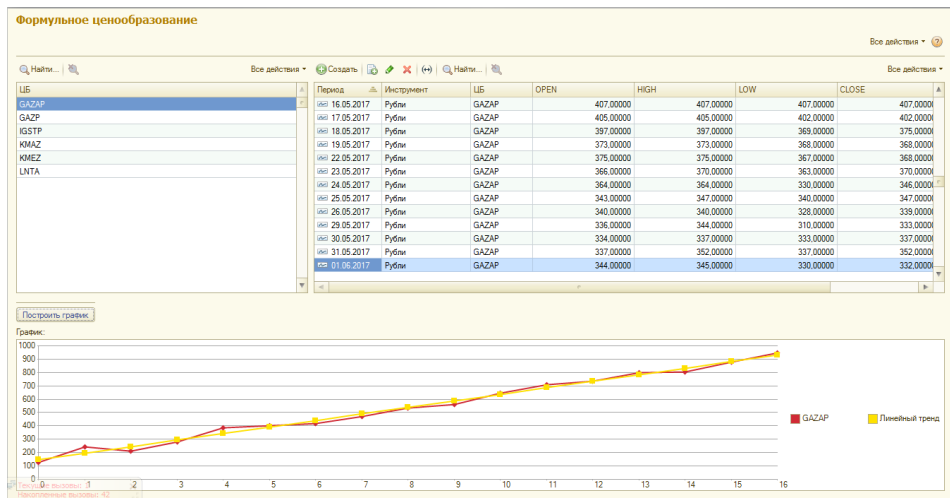 Формульное ценообразование
Все действия
Найти... Все действия Создать Найти... Все действия
ЦБ Период Инструмент ЦБ OPEN HIGH LOW CLOSE
GAZAP 16.05.2017 Рубли GAZAP 407,00000 407,00000 407,00000 407,00000
GAZP 17.05.2017 Рубли GAZAP 405,00000 405,00000 402,00000 402,00000
IGSTP 18.05.2017 Рубли GAZAP 397,00000 397,00000 369,00000 375,00000
KMAZ 19.05.2017 Рубли GAZAP 373,00000 373,00000 368,00000 368,00000
KMEZ 22.05.2017 Рубли GAZAP 375,00000 375,00000 367,00000 368,00000
LNTA 23.05.2017 Рубли GAZAP 366,00000 370,00000 363,00000 370,00000
24.05.2017 Рубли GAZAP 364,00000 364,00000 330,00000 346,00000
25.05.2017 Рубли GAZAP 343,00000 347,00000 340,00000 347,00000
26.05.2017 Рубли GAZAP 340,00000 340,00000 328,00000 339,00000
29.05.2017 Рубли GAZAP 336,00000 344,00000 310,00000 333,00000
30.05.2017 Рубли GAZAP 334,00000 337,00000 333,00000 337,00000
31.05.2017 Рубли GAZAP 337,00000 352,00000 337,00000 352,00000
01.06.2017 Рубли GAZAP 344,00000 345,00000 330,00000 332,00000
Построить график
График:
1000
900
800
700
600
500
400
300
200
100
0
GAZAP Линейный тренд
0 1 2 3 4 5 6 7 8 9 10 11 12 13 14 15 16
Текущие вызовы:
Накопленные вызовы: 42